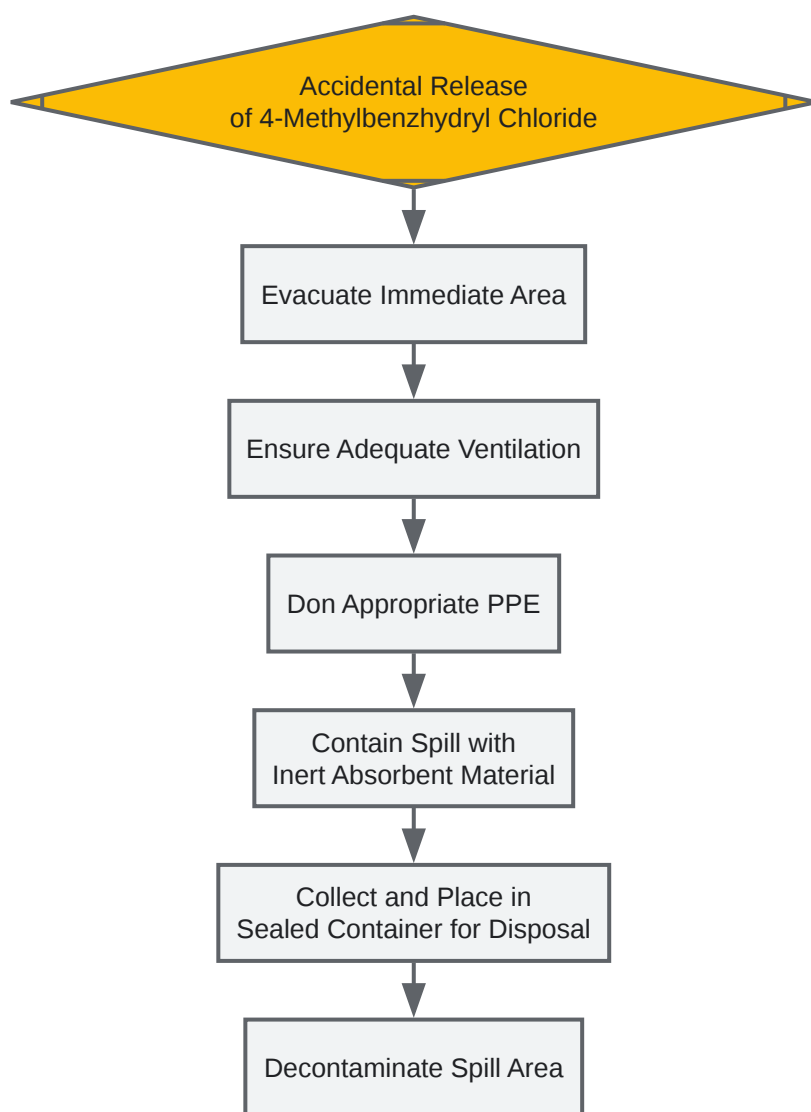 Accidental Release
of 4-Methylbenzhydryl Chloride
Evacuate Immediate Area
Ensure Adequate Ventilation
Don Appropriate PPE
Contain Spill with
Inert Absorbent Material
Collect and Place in
Sealed Container for Disposal
Decontaminate Spill Area